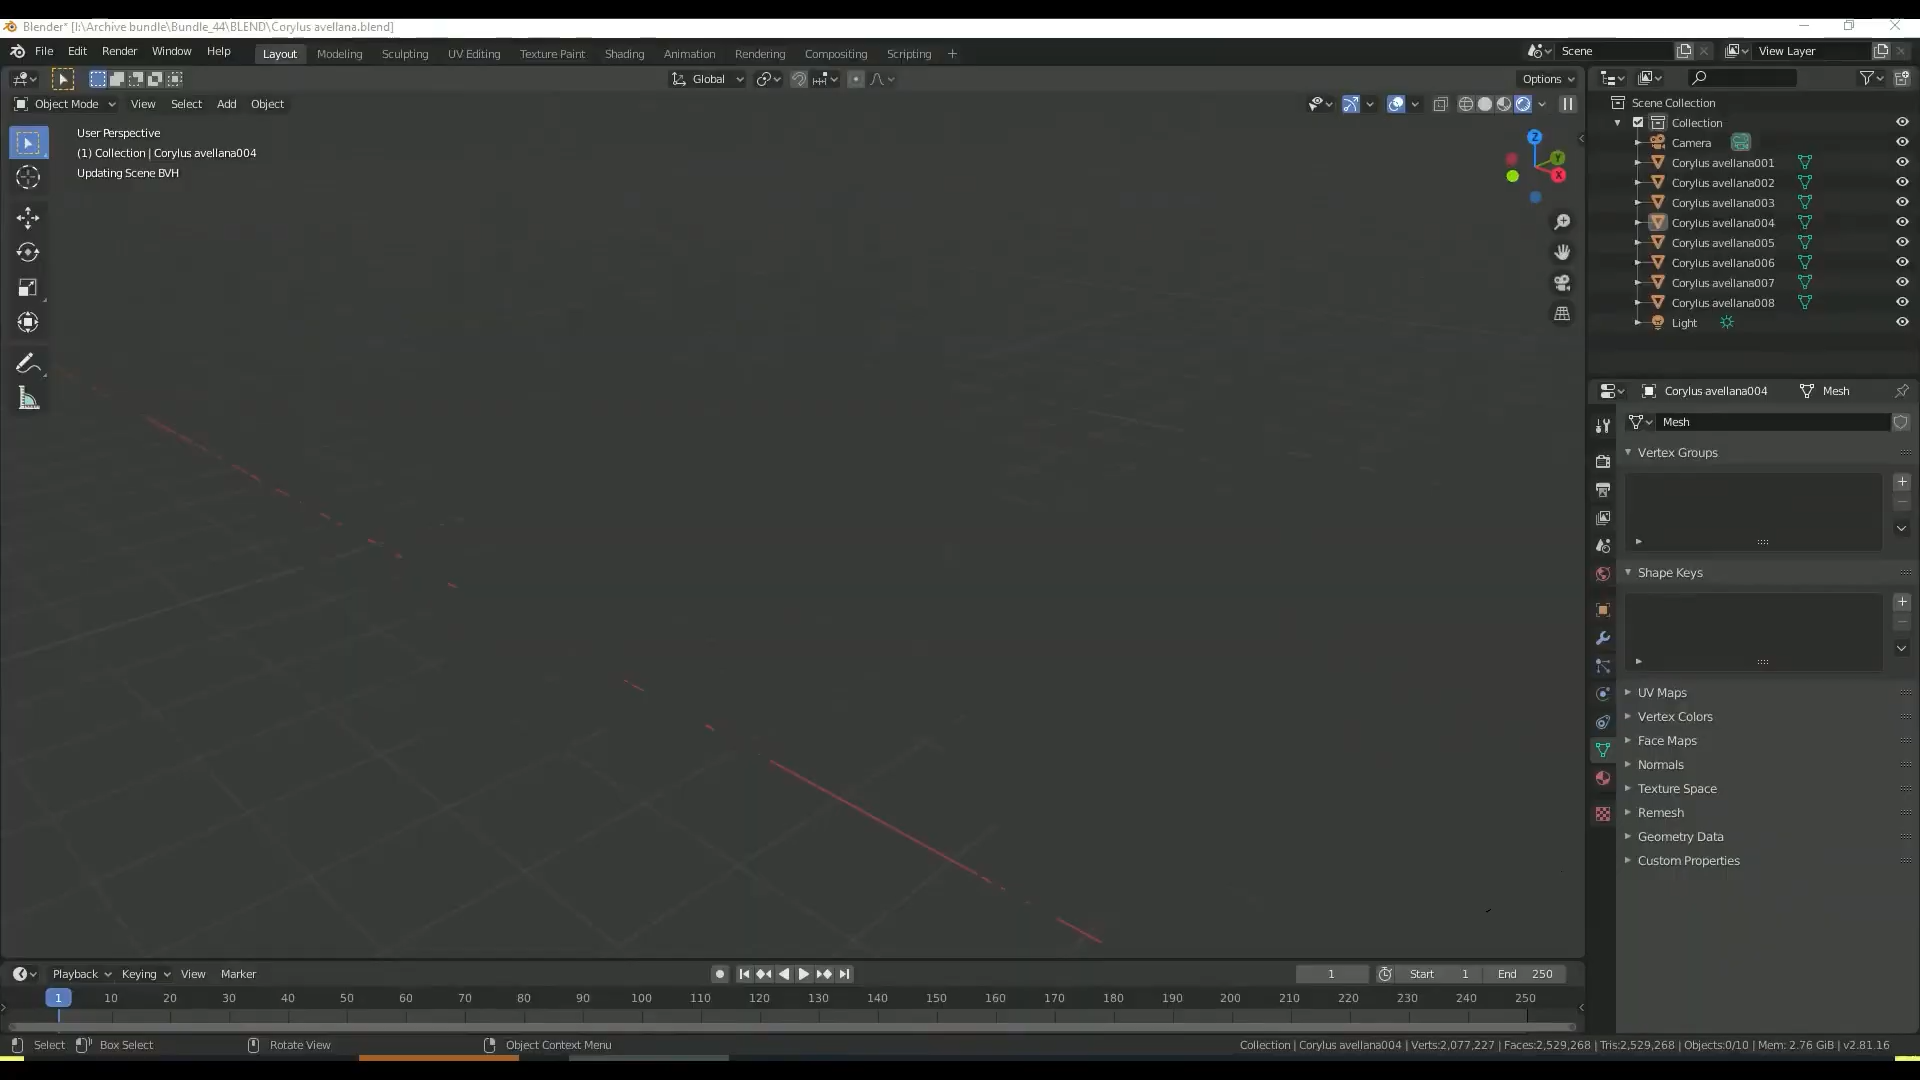 Blender* [I:\Archive bundle\Bundle_44\BLEND\Corylus avellana.blend]
File Edit Render Window Help Layout Modeling Sculpting UV Editing Texture Paint Shading Animation Rendering Compositing Scripting + Scene View Layer
Global Options
Object Mode View Select Add Object
User Perspective
(1) Collection | Corylus avellana004
Updating Scene BVH
Z
Y
X
Scene Collection
Collection
Camera
Corylus avellana001
Corylus avellana002
Corylus avellana003
Corylus avellana004
Corylus avellana005
Corylus avellana006
Corylus avellana007
Corylus avellana008
Light
Corylus avellana004 Mesh
Mesh
Vertex Groups
Shape Keys
UV Maps
Vertex Colors
Face Maps
Normals
Texture Space
Remesh
Geometry Data
Custom Properties
Playback Keying View Marker 1 Start 1 End 250
1 10 20 30 40 50 60 70 80 90 100 110 120 130 140 150 160 170 180 190 200 210 220 230 240 250
Select Box Select Rotate View Object Context Menu Collection | Corylus avellana004 | Verts:2,077,227 | Faces:2,529,268 | Tris:2,529,268 | Objects:0/10 | Mem: 2.76 GiB | v2.81.16